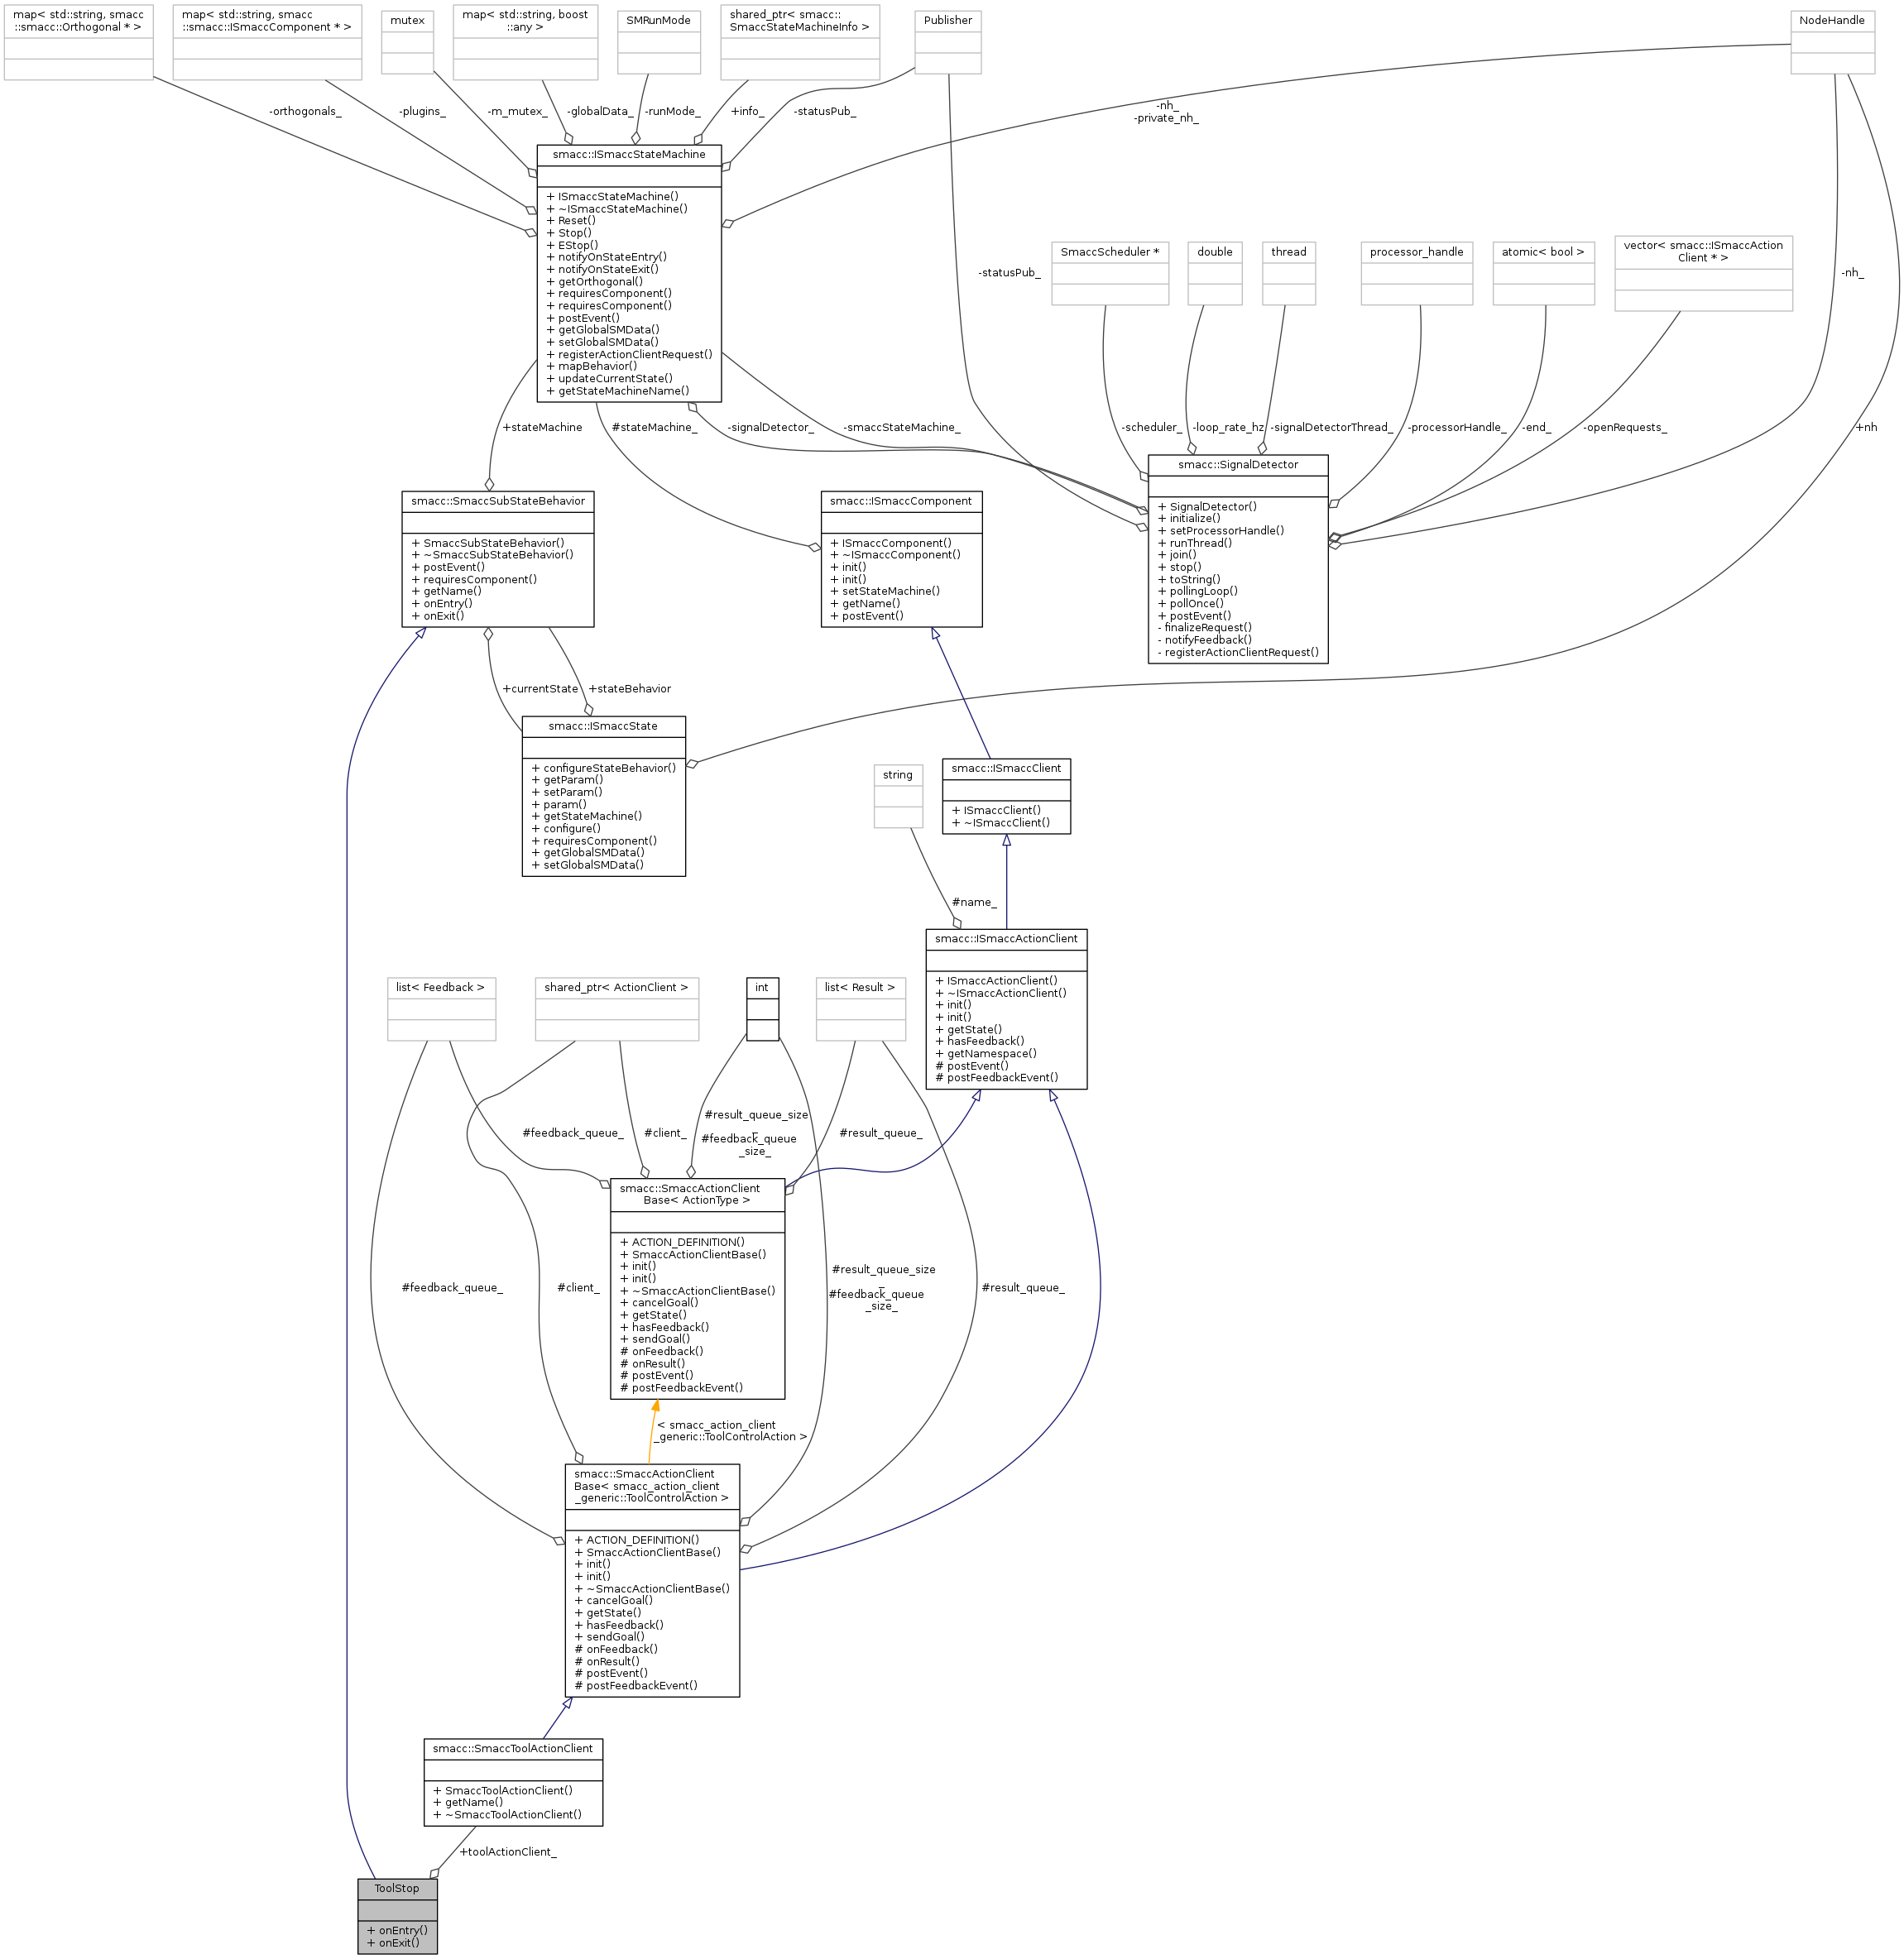 map< std::string, smacc
::smacc::Orthogonal * >
map< std::string, smacc
::smacc::ISmaccComponent * >
mutex
map< std::string, boost
::any >
SMRunMode
shared_ptr< smacc::
SmaccStateMachineInfo >
Publisher
NodeHandle
-orthogonals_
-plugins_
-m_mutex_
-globalData_
-runMode_
+info_
-statusPub_
-nh_
-private_nh_
smacc::ISmaccStateMachine
+ ISmaccStateMachine()
+ ~ISmaccStateMachine()
+ Reset()
+ Stop()
+ EStop()
+ notifyOnStateEntry()
+ notifyOnStateExit()
+ getOrthogonal()
+ requiresComponent()
+ requiresComponent()
+ postEvent()
+ getGlobalSMData()
+ setGlobalSMData()
+ registerActionClientRequest()
+ mapBehavior()
+ updateCurrentState()
+ getStateMachineName()
SmaccScheduler *
double
thread
processor_handle
atomic< bool >
vector< smacc::ISmaccAction
Client * >
-statusPub_
-nh_
+stateMachine
#stateMachine_
-signalDetector_
-smaccStateMachine_
-scheduler_
-loop_rate_hz
-signalDetectorThread_
-processorHandle_
-end_
-openRequests_
+nh
smacc::SignalDetector
+ SignalDetector()
+ initialize()
+ setProcessorHandle()
+ runThread()
+ join()
+ stop()
+ toString()
+ pollingLoop()
+ pollOnce()
+ postEvent()
- finalizeRequest()
- notifyFeedback()
- registerActionClientRequest()
smacc::SmaccSubStateBehavior
+ SmaccSubStateBehavior()
+ ~SmaccSubStateBehavior()
+ postEvent()
+ requiresComponent()
+ getName()
+ onEntry()
+ onExit()
smacc::ISmaccComponent
+ ISmaccComponent()
+ ~ISmaccComponent()
+ init()
+ init()
+ setStateMachine()
+ getName()
+ postEvent()
+currentState
+stateBehavior
smacc::ISmaccState
+ configureStateBehavior()
+ getParam()
+ setParam()
+ param()
+ getStateMachine()
+ configure()
+ requiresComponent()
+ getGlobalSMData()
+ setGlobalSMData()
string
smacc::ISmaccClient
+ ISmaccClient()
+ ~ISmaccClient()
#name_
smacc::ISmaccActionClient
+ ISmaccActionClient()
+ ~ISmaccActionClient()
+ init()
+ init()
+ getState()
+ hasFeedback()
+ getNamespace()
# postEvent()
# postFeedbackEvent()
list< Feedback >
shared_ptr< ActionClient >
int
list< Result >
#feedback_queue_
#client_
#result_queue_size
_
#feedback_queue
_size_
#result_queue_
smacc::SmaccActionClient
Base< ActionType >
+ ACTION_DEFINITION()
+ SmaccActionClientBase()
+ init()
+ init()
+ ~SmaccActionClientBase()
+ cancelGoal()
+ getState()
+ hasFeedback()
+ sendGoal()
# onFeedback()
# onResult()
# postEvent()
# postFeedbackEvent()
#feedback_queue_
#client_
#result_queue_size
_
#feedback_queue
_size_
#result_queue_
< smacc_action_client
_generic::ToolControlAction >
smacc::SmaccActionClient
Base< smacc_action_client
_generic::ToolControlAction >
+ ACTION_DEFINITION()
+ SmaccActionClientBase()
+ init()
+ init()
+ ~SmaccActionClientBase()
+ cancelGoal()
+ getState()
+ hasFeedback()
+ sendGoal()
# onFeedback()
# onResult()
# postEvent()
# postFeedbackEvent()
smacc::SmaccToolActionClient
+ SmaccToolActionClient()
+ getName()
+ ~SmaccToolActionClient()
+toolActionClient_
ToolStop
+ onEntry()
+ onExit()